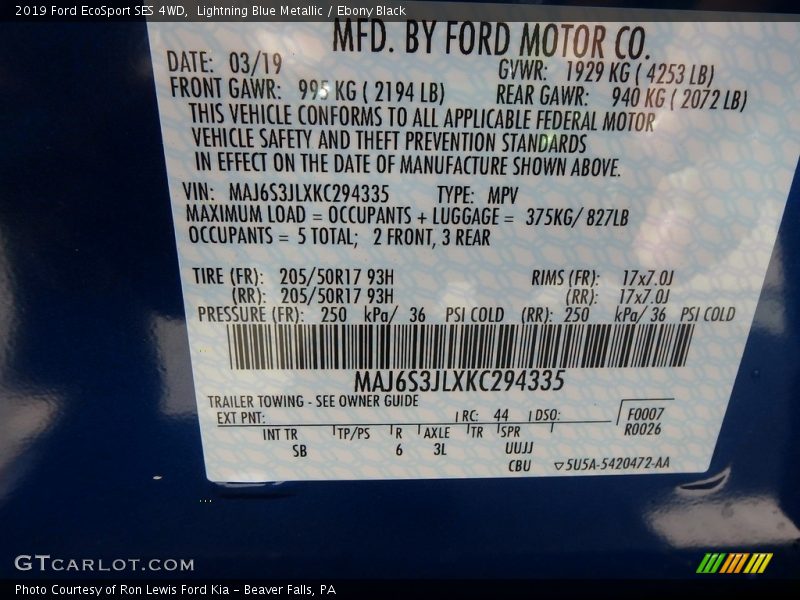 2019 Ford EcoSport SES 4WD,  Lightning Blue Metallic / Ebony Black
MFD. BY FORD MOTOR CO.
DATE: 03/19 GVWR: 1929 KG ( 4253 LB)
FRONT GAWR: 995 KG ( 2194 LB) REAR GAWR: 940 KG ( 2072 LB)
THIS VEHICLE CONFORMS TO ALL APPLICABLE FEDERAL MOTOR
VEHICLE SAFETY AND THEFT PREVENTION STANDARDS
IN EFFECT ON THE DATE OF MANUFACTURE SHOWN ABOVE.
VIN: MAJ6S3JLXKC294335 TYPE: MPV
MAXIMUM LOAD = OCCUPANTS + LUGGAGE = 375KG/ 827LB
OCCUPANTS = 5 TOTAL; 2 FRONT, 3 REAR
TIRE (FR): 205/50R17 93H RIMS (FR): 17x7.0J
(RR): 205/50R17 93H (RR): 17x7.0J
PRESSURE (FR): 250 kPa/ 36 PSI COLD (RR): 250 kPa/ 36 PSI COLD
MAJ6S3JLXKC294335
TRAILER TOWING - SEE OWNER GUIDE
EXT PNT: RC: 44 DSO: F0007
R0026
INT TR TP/PS R AXLE TR SPR
SB 6 3L UUJJ
CBU ▽5U5A-5420472-AA
GTCARLOT.COM
Photo Courtesy of Ron Lewis Ford Kia - Beaver Falls, PA